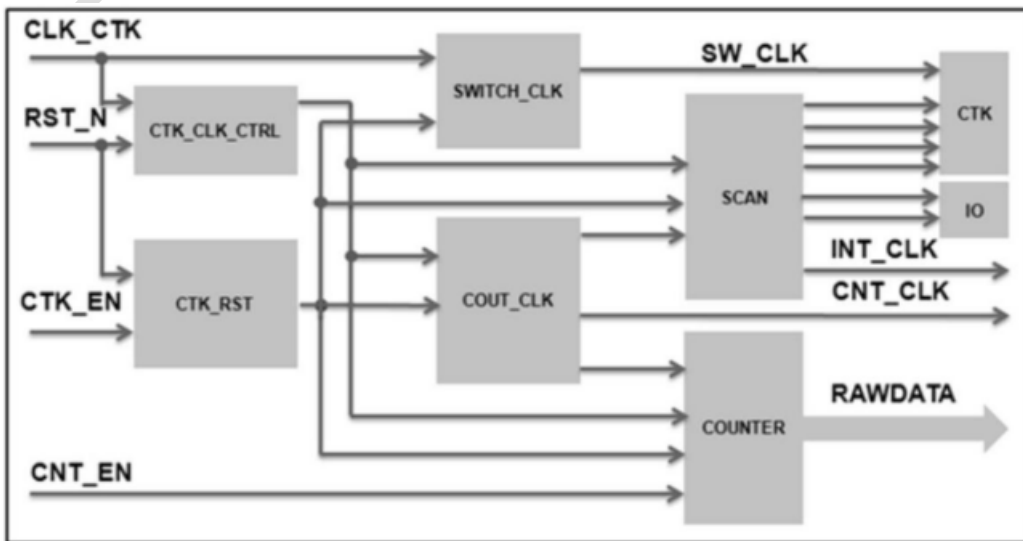 CLK_CTK
SW_CLK
SWITCH_CLK
CTK
RST_N
CTK_CLK_CTRL
SCAN
IO
INT_CLK
CTK_EN
CTK_RST
COUT_CLK
CNT_CLK
RAWDATA
COUNTER
CNT_EN